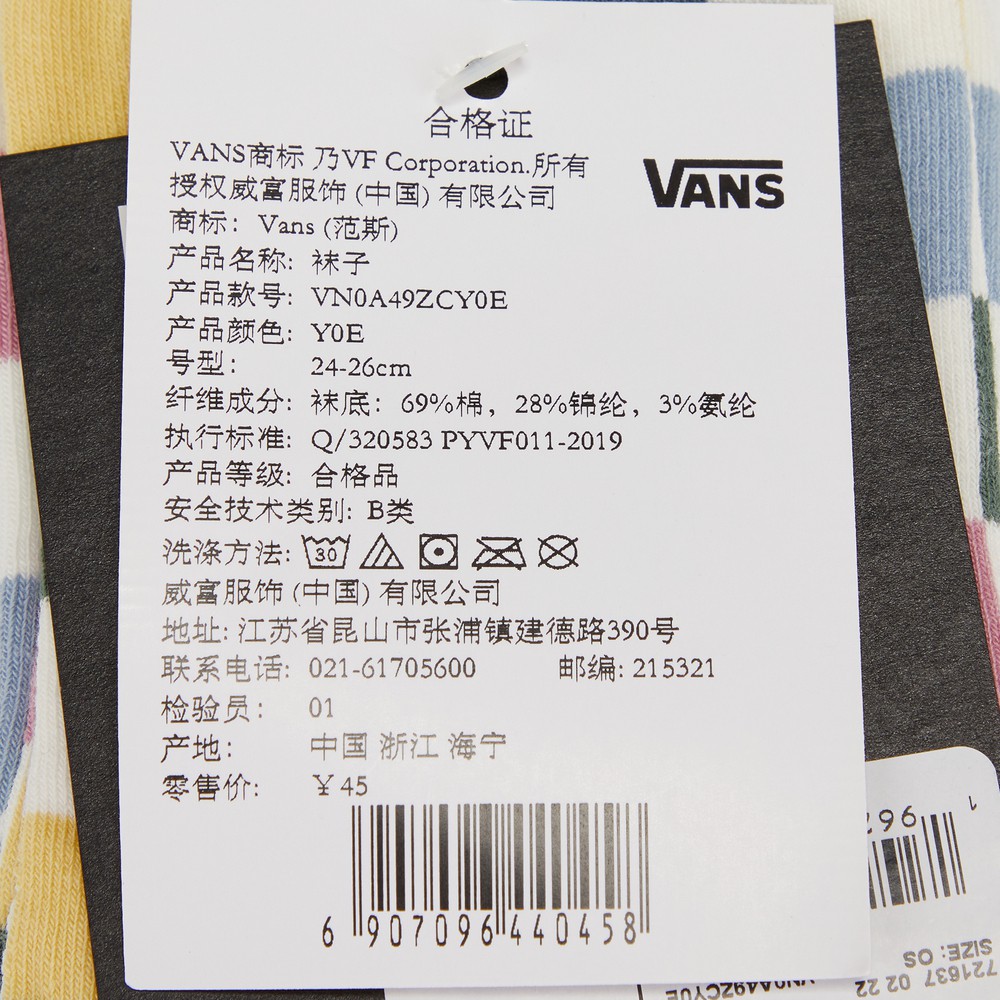 合格证
VANS商标 乃VF Corporation.所有
授权威富服饰 (中国) 有限公司
VANS
商标: Vans (范斯)
产品名称: 袜子
产品款号: VN0A49ZCY0E
产品颜色: Y0E
号型: 24-26cm
纤维成分: 袜底: 69%棉, 28%锦纶, 3%氨纶
执行标准: Q/320583 PYVF011-2019
产品等级: 合格品
安全技术类别: B类
洗涤方法: 30
威富服饰 (中国) 有限公司
地址: 江苏省昆山市张浦镇建德路390号
联系电话: 021-61705600 邮编: 215321
检验员: 01
产地: 中国 浙江 海宁
零售价: ¥45
6 907096 440458
296 1
SIZE: OS
721637 02 22
VN0A49ZCY0E